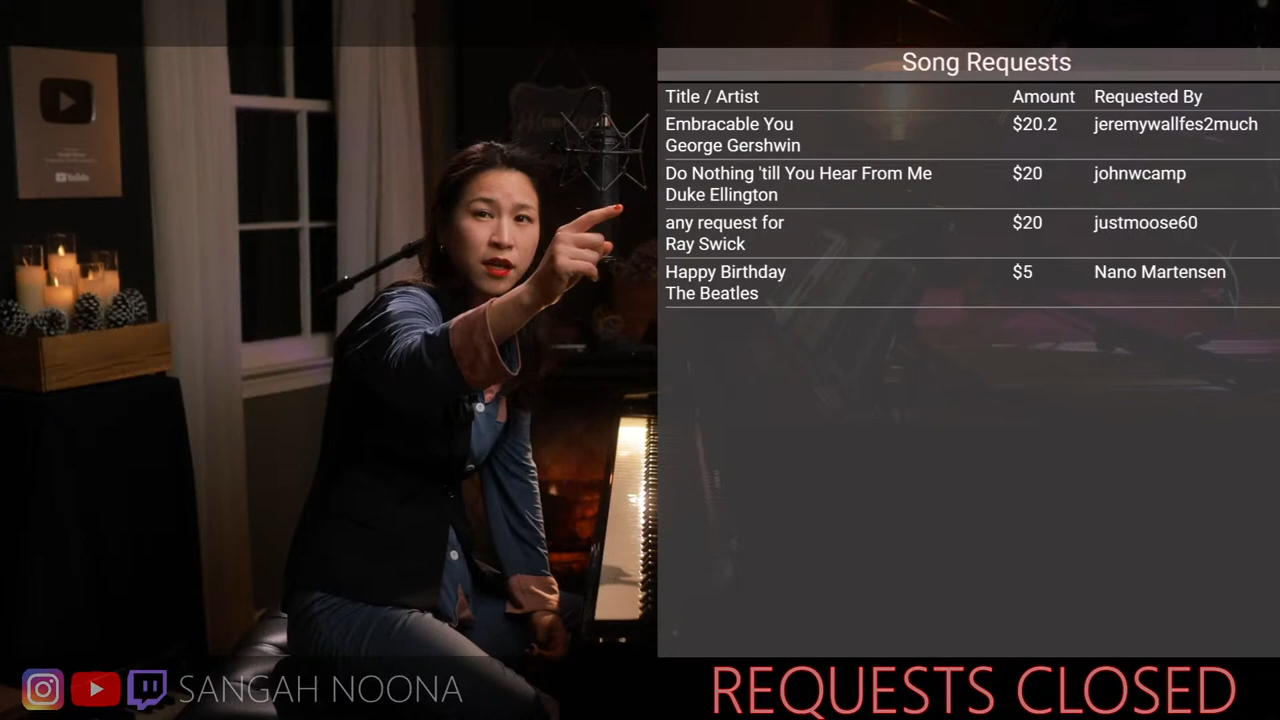 Song Requests
Title / Artist Amount Requested By
Embracable You $20.2 jeremywallfes2much
George Gershwin
Do Nothing 'till You Hear From Me $20 johnwcamp
Duke Ellington
any request for $20 justmoose60
Ray Swick
Happy Birthday $5 Nano Martensen
The Beatles
YouTube
SANGAH NOONA
REQUESTS CLOSED